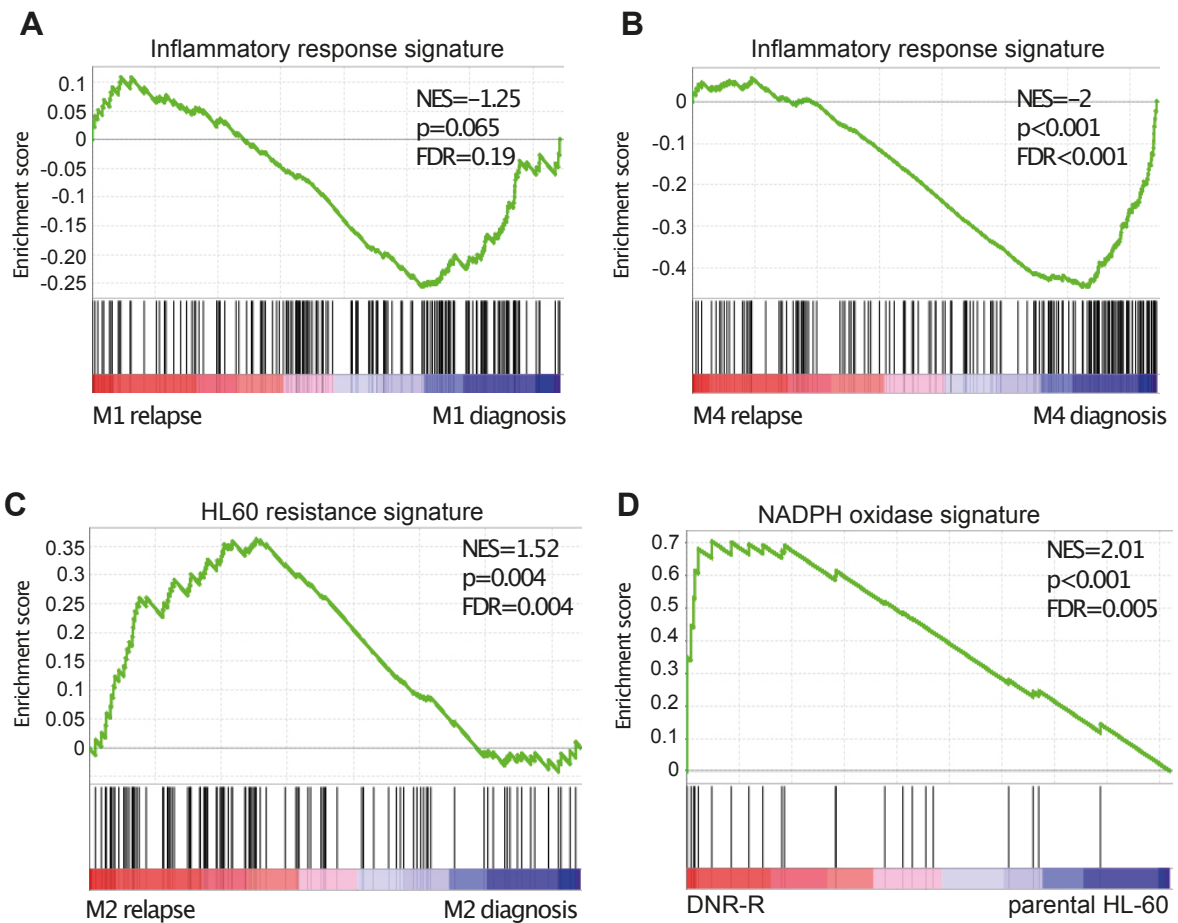 A
Inflammatory response signature
Enrichment score
0.1
0.05
0
-0.05
-0.1
-0.15
-0.20
-0.25
NES=−1.25
p=0.065
FDR=0.19
M1 relapse
M1 diagnosis
B
Inflammatory response signature
Enrichment score
0
-0.1
-0.2
-0.3
-0.4
NES=−2
p<0.001
FDR<0.001
M4 relapse
M4 diagnosis
C
HL60 resistance signature
Enrichment score
0.35
0.3
0.25
0.2
0.15
0.1
0.05
0
NES=1.52
p=0.004
FDR=0.004
M2 relapse
M2 diagnosis
D
NADPH oxidase signature
Enrichment score
0.7
0.6
0.5
0.4
0.3
0.2
0.1
0
NES=2.01
p<0.001
FDR=0.005
DNR-R
parental HL-60